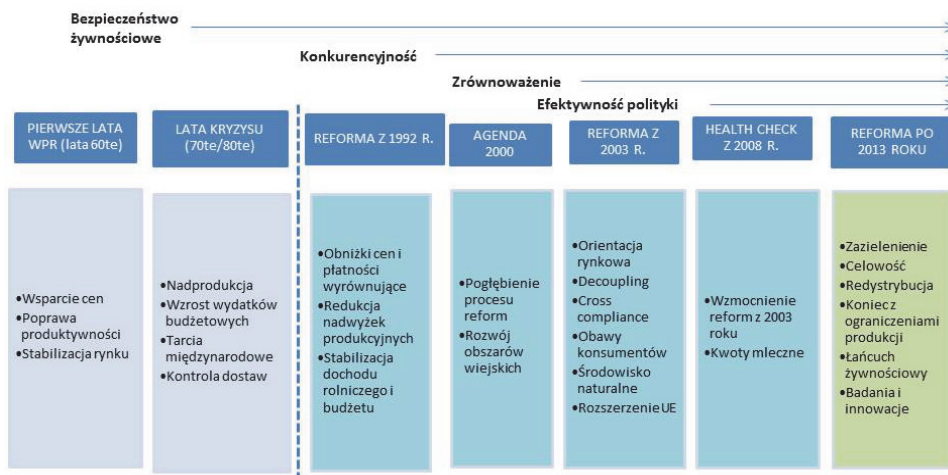 Bezpieczeństwo
żywnościowe
Konkurencyjność
Zrównoważenie
Efektywność polityki
PIERWSZE LATA
WPR (lata 60te)
LATA KRYZYSU
(70te/80te)
REFORMA Z 1992 R.
AGENDA
2000
REFORMA Z
2003 R.
HEALTH CHECK
Z 2008 R.
REFORMA PO
2013 ROKU
•Wsparcie cen
•Poprawa
produktywności
•Stabilizacja rynku
•Nadprodukcja
•Wzrost wydatków
budżetowych
•Tarcia
międzynarodowe
•Kontrola dostaw
•Obniżki cen i
płatności
wyrównujące
•Redukcja
nadwyżek
produkcyjnych
•Stabilizacja
dochodu
rolniczego i
budżetu
•Pogłębienie
procesu
reform
•Rozwój
obszarów
wiejskich
•Orientacja
rynkowa
•Decoupling
•Cross
compliance
•Obawy
konsumentów
•Środowisko
naturalne
•Rozszerzenie UE
•Wzmocnienie
reform z 2003
roku
•Kwoty mleczne
•Zazielenienie
•Celowość
•Redystrybucja
•Koniec z
ograniczeniami
produkcji
•Łańcuch
żywnościowy
•Badania i
innowacje